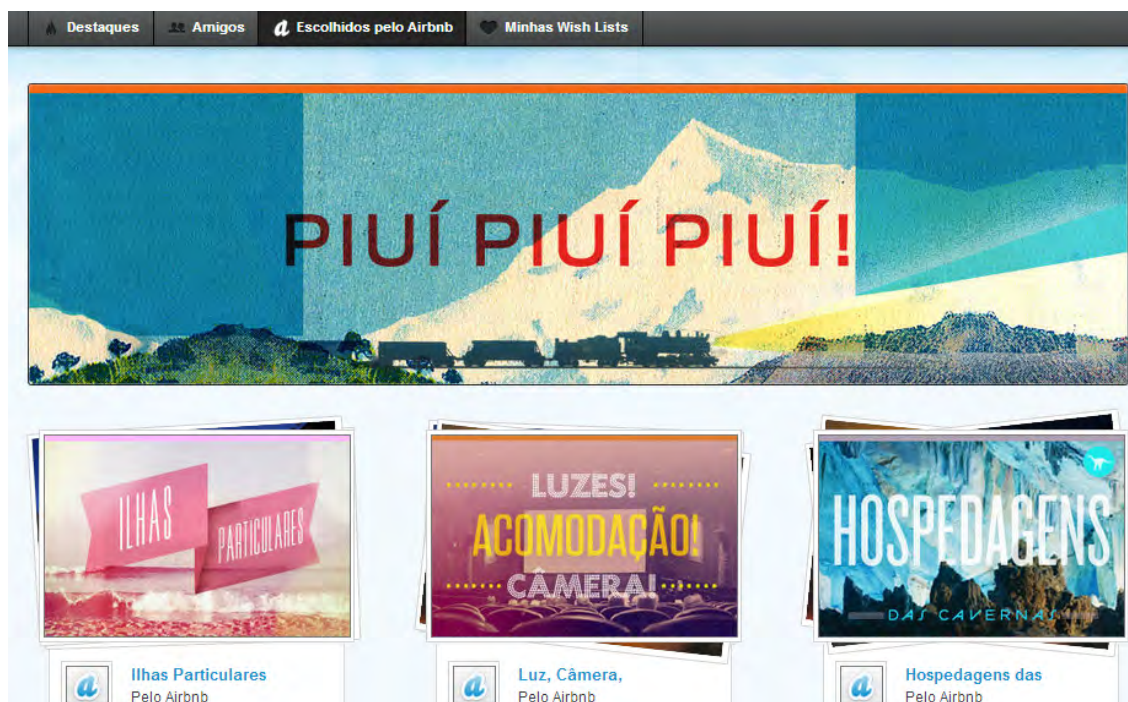 Destaques Amigos a Escolhidos pelo Airbnb Minhas Wish Lists
PIUÍ PIUÍ PIUÍ!
ILHAS
PARTICULARES
LUZES!
ACOMODAÇÃO!
CAMERA!
HOSPEDAGENS
DAS CAVERNAS
a Ilhas Particulares
Pelo Airbnb
a Luz, Câmera,
Pelo Airbnb
a Hospedagens das
Pelo Airbnb